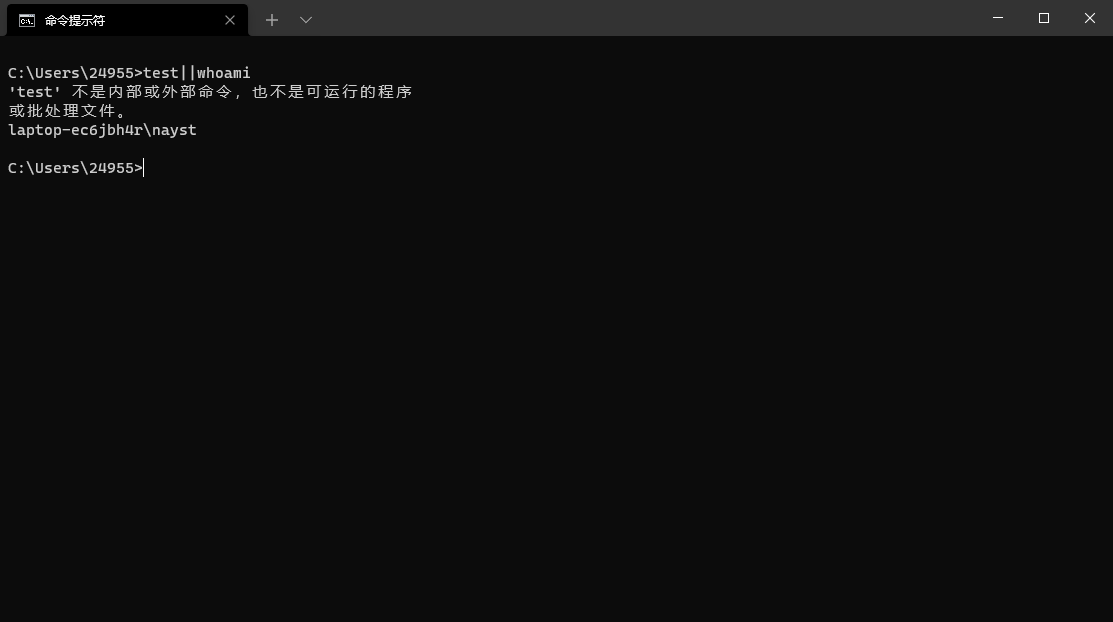 命令提示符
C:\Users\24955>test||whoami
'test' 不是内部或外部命令，也不是可运行的程序
或批处理文件。
laptop-ec6jbh4r\nayst
C:\Users\24955>